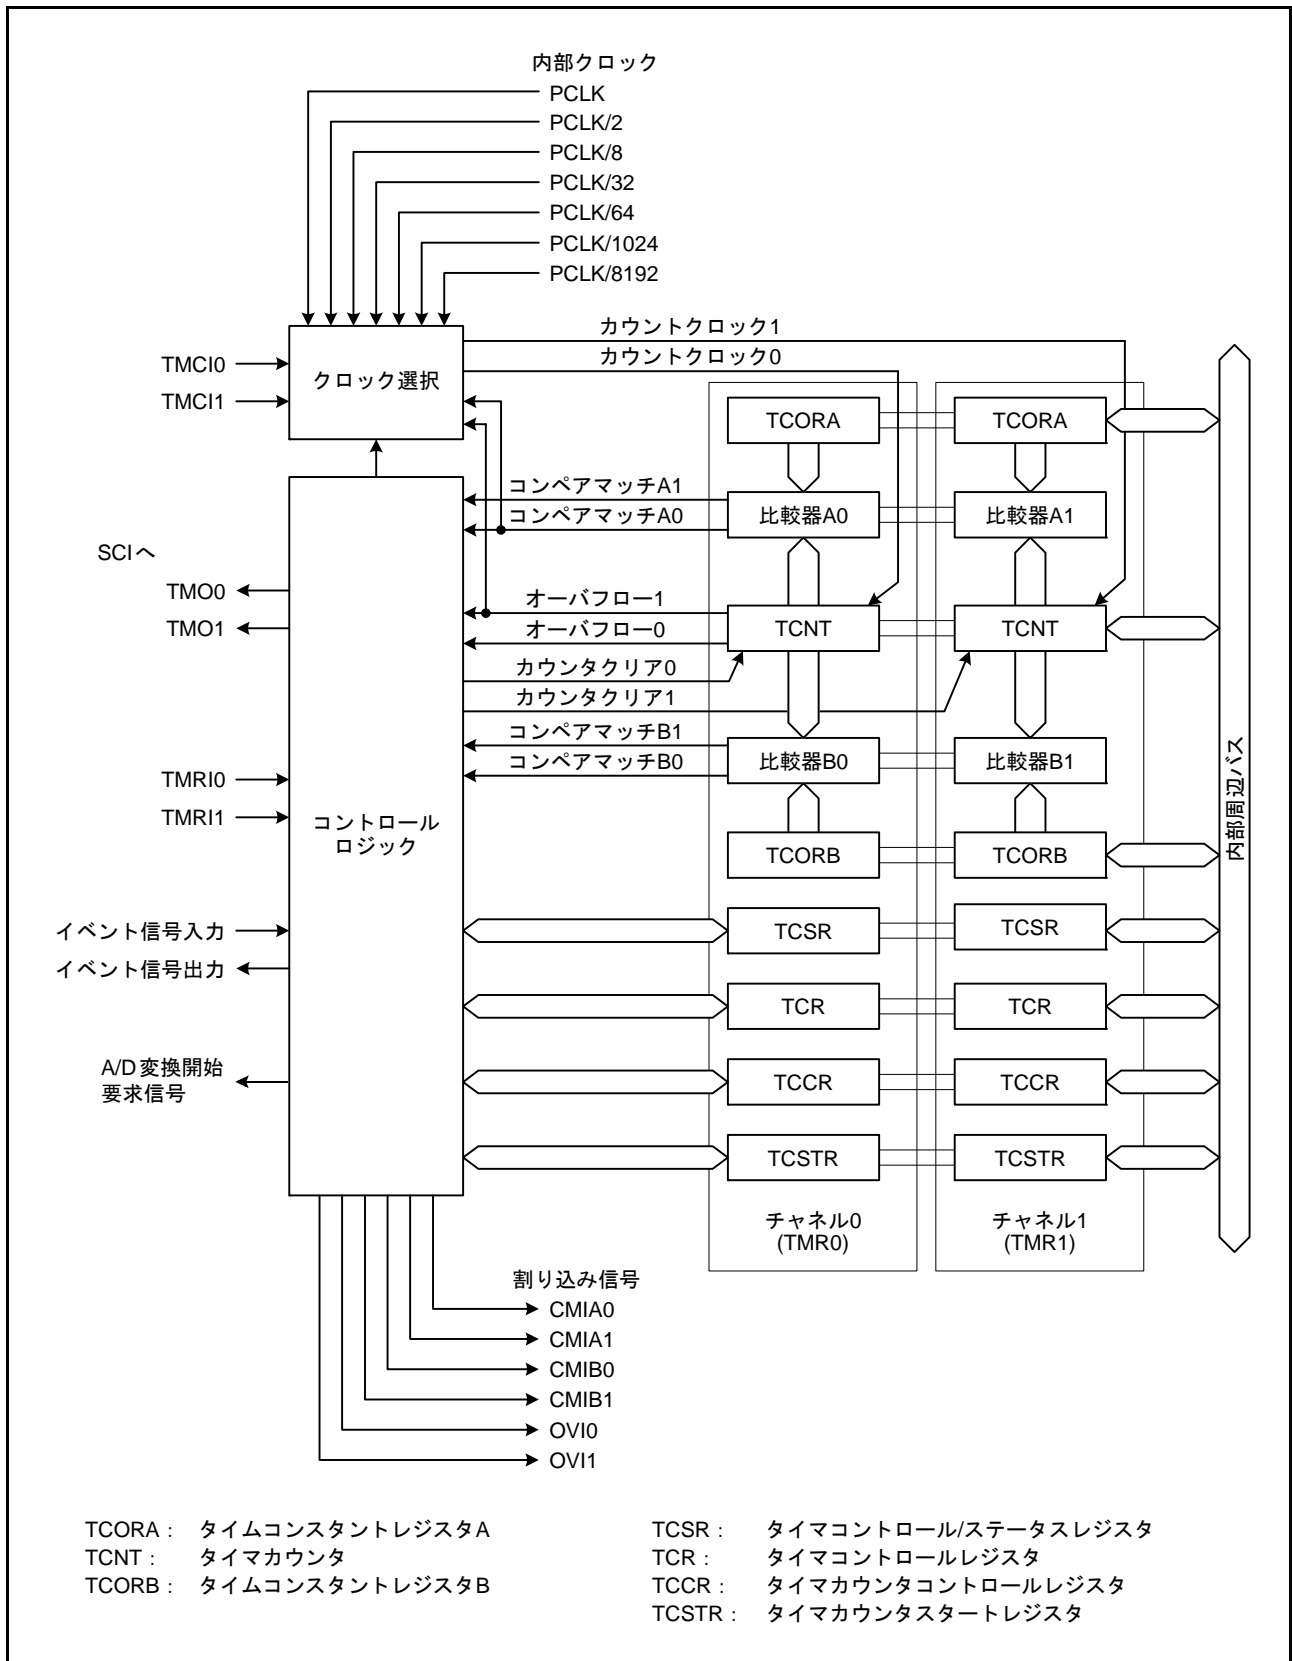 内部クロック
PCLK
PCLK/2
PCLK/8
PCLK/32
PCLK/64
PCLK/1024
PCLK/8192
カウントクロック1
カウントクロック0
TMCI0
TMCI1
クロック選択
TCORA
TCORA
コンペアマッチA1
コンペアマッチA0
比較器A0
比較器A1
SCIへ
TMO0
TMO1
オーバフロー1
オーバフロー0
TCNT
TCNT
カウンタクリア0
カウンタクリア1
コンペアマッチB1
コンペアマッチB0
比較器B0
比較器B1
内部周辺バス
TMRI0
TMRI1
コントロール
ロジック
TCORB
TCORB
イベント信号入力
イベント信号出力
TCSR
TCSR
TCR
TCR
A/D変換開始
要求信号
TCCR
TCCR
TCSTR
TCSTR
チャネル0
(TMR0)
チャネル1
(TMR1)
割り込み信号
CMIA0
CMIA1
CMIB0
CMIB1
OVI0
OVI1
TCORA : タイムコンスタントレジスタA
TCNT : タイマカウンタ
TCORB : タイムコンスタントレジスタB
TCSR : タイマコントロール/ステータスレジスタ
TCR : タイマコントロールレジスタ
TCCR : タイマカウンタコントロールレジスタ
TCSTR : タイマカウンタスタートレジスタ